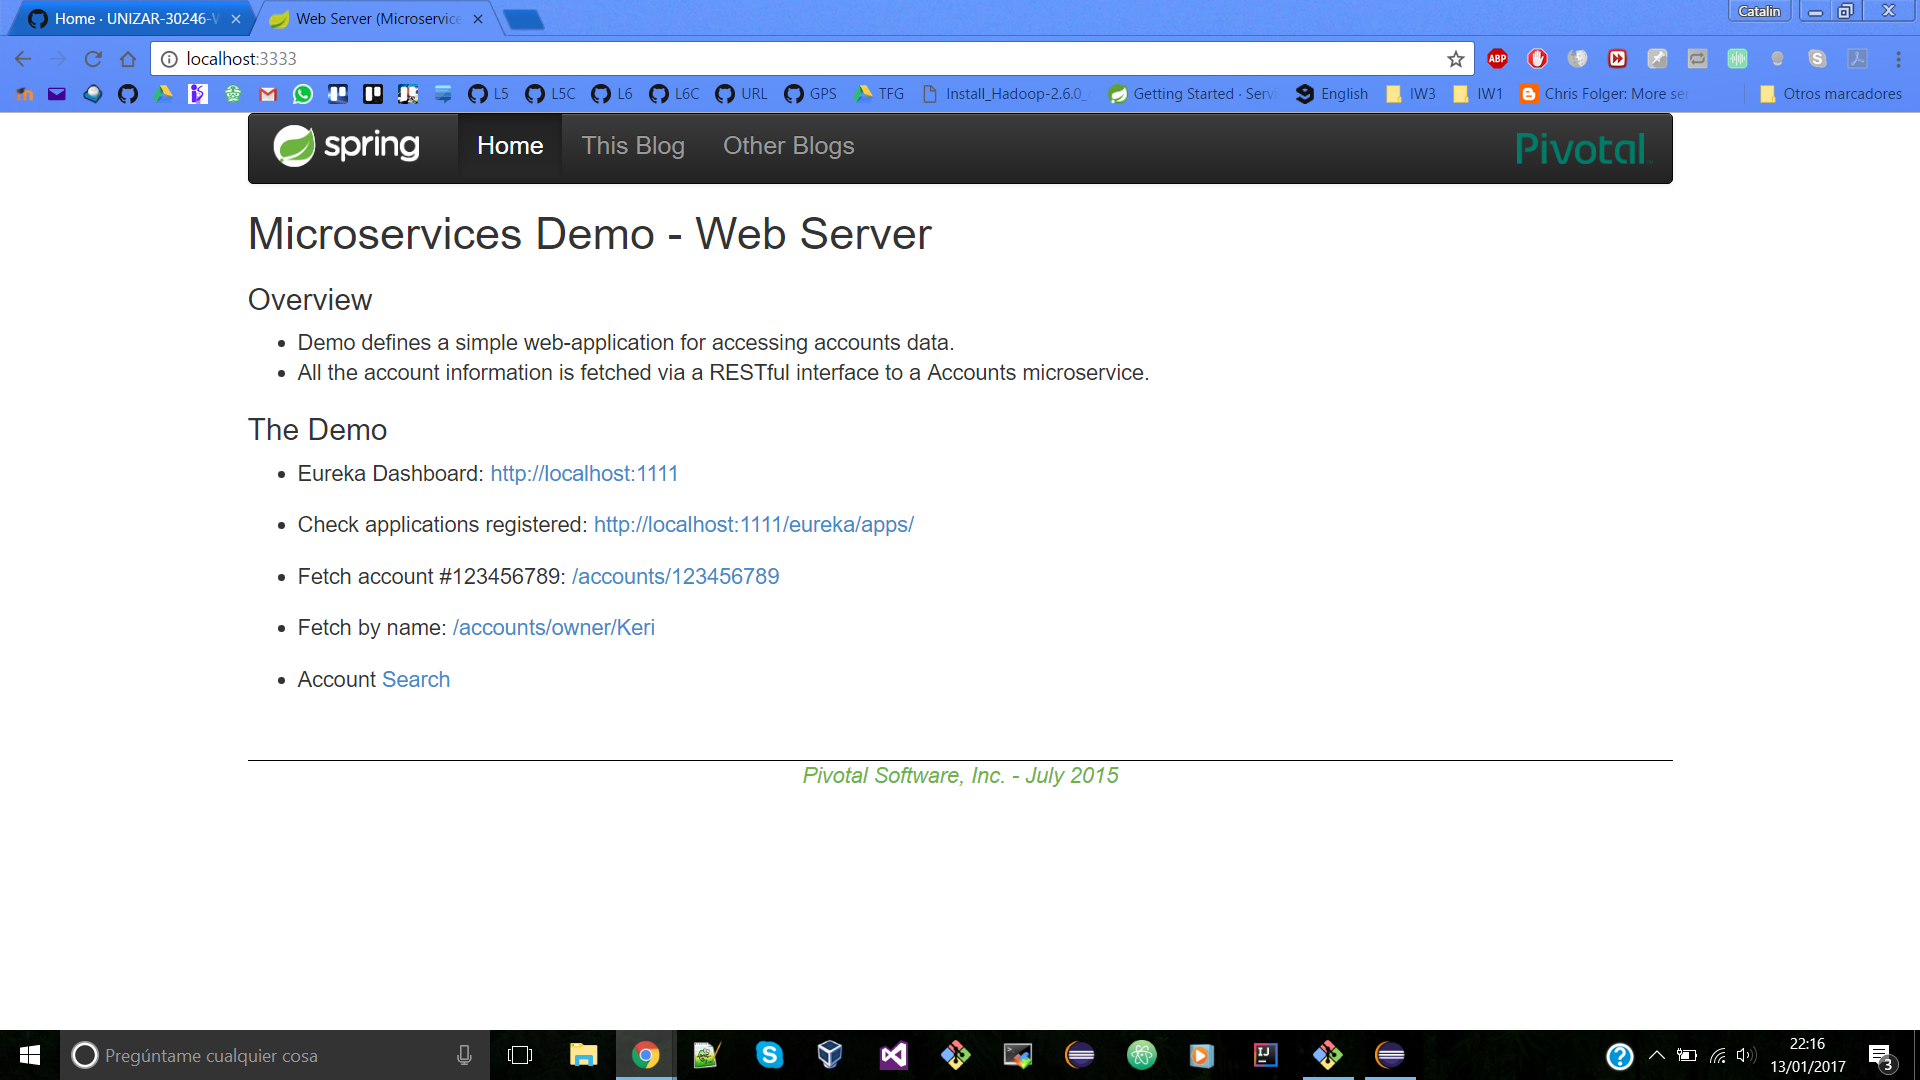 Home · UNIZAR-30246-
Web Server (Microservice
Catalin
localhost:3333
ABP
L5
L5C
L6
L6C
URL
GPS
TFG
Install_Hadoop-2.6.0_
Getting Started · Servi
English
IW3
IW1
Chris Folger: More se
Otros marcadores
spring
Home
This Blog
Other Blogs
Pivotal
Microservices Demo - Web Server
Overview
Demo defines a simple web-application for accessing accounts data.
All the account information is fetched via a RESTful interface to a Accounts microservice.
The Demo
Eureka Dashboard: http://localhost:1111
Check applications registered: http://localhost:1111/eureka/apps/
Fetch account #123456789: /accounts/123456789
Fetch by name: /accounts/owner/Keri
Account Search
Pivotal Software, Inc. - July 2015
Pregúntame cualquier cosa
22:16
13/01/2017
3